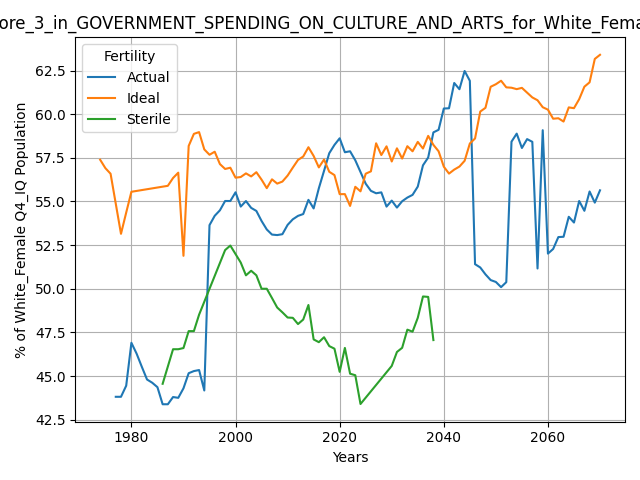 ore_3_in_GOVERNMENT_SPENDING_ON_CULTURE_AND_ARTS_for_White_Fema
Fertility
Actual
Ideal
Sterile
% of White_Female Q4_IQ Population
62.5
60.0
57.5
55.0
52.5
50.0
47.5
45.0
42.5
1980
2000
2020
2040
2060
Years